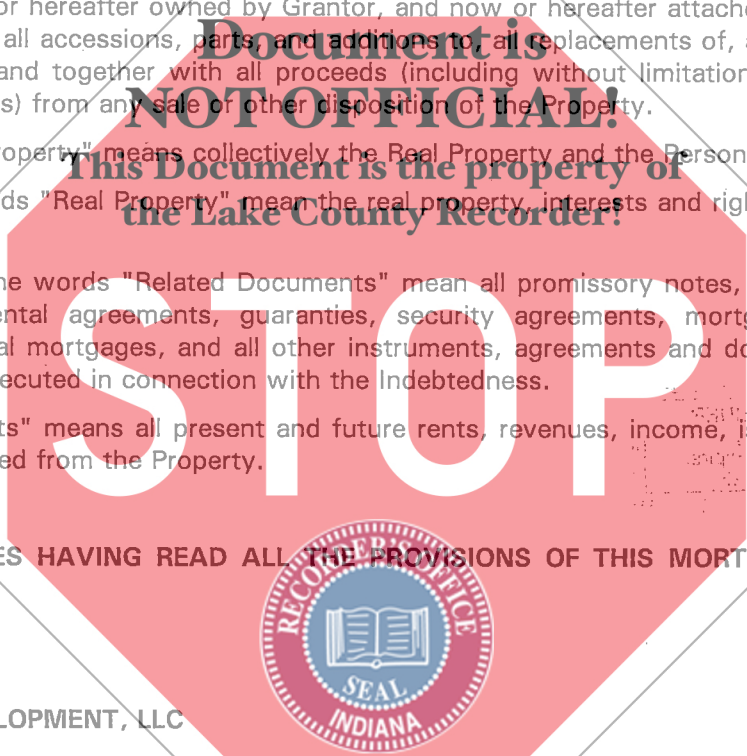 or hereafter owned by Grantor, and now or hereafter attache
all accessions, parts, and additions to, all replacements of,
Document is
and together with all proceeds (including without limitation
s) from any sale or other disposition of the Property.
NOT OFFICIAL!
operty" means collectively the Real Property and the Person
This Document is the property of
ds "Real Property" mean the real property, interests and rig
the Lake County Recorder!
he words "Related Documents" mean all promissory notes,
ental agreements, guaranties, security agreements, mortg
al mortgages, and all other instruments, agreements and do
ecuted in connection with the Indebtedness.
STOP
ts" means all present and future rents, revenues, income, is
ed from the Property.
ES HAVING READ ALL THE PROVISIONS OF THIS MORT
RECORDER'S OFFICE
SEAL
INDIANA
LOPMENT, LLC